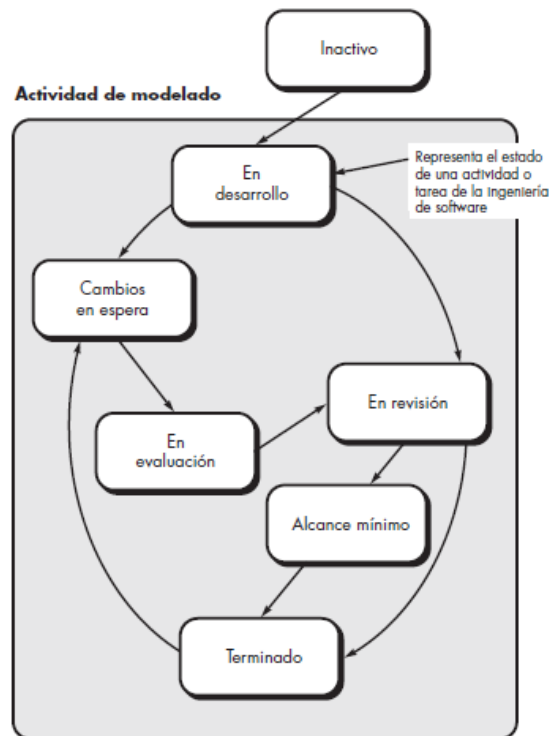 Inactivo
Actividad de modelado
En
desarrollo
Representa el estado
de una actividad o
tarea de la ingeniería
de software
Cambios
en espera
En revisión
En
evaluación
Alcance mínimo
Terminado